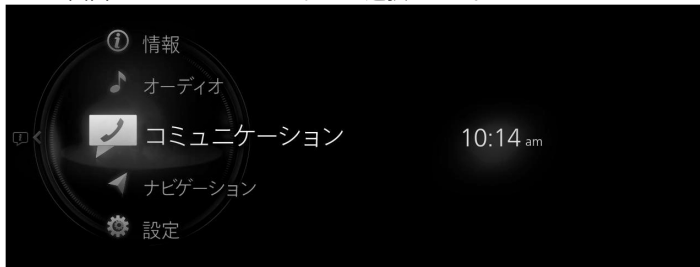 情報
オーディオ
コミュニケーション
10:14 am
ナビゲーション
設定